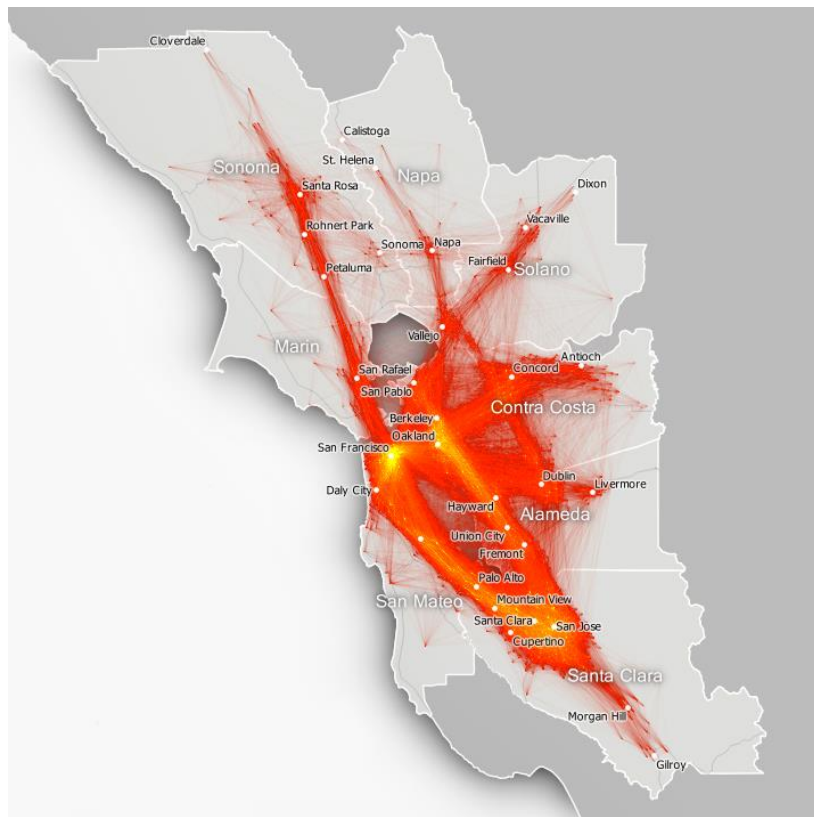 Cloverdale
Calistoga
St. Helena
Sonoma
Napa
Santa Rosa
Dixon
Rohnert Park
Vacaville
Sonoma
Napa
Petaluma
Fairfield
Solano
Vallejo
Marin
San Rafael
Antioch
Concord
San Pablo
Contra Costa
Berkeley
Oakland
San Francisco
Dublin
Livermore
Daly City
Hayward
Alameda
Union City
Fremont
Palo Alto
San Mateo
Mountain View
Santa Clara
San Jose
Cupertino
Santa Clara
Morgan Hill
Gilroy